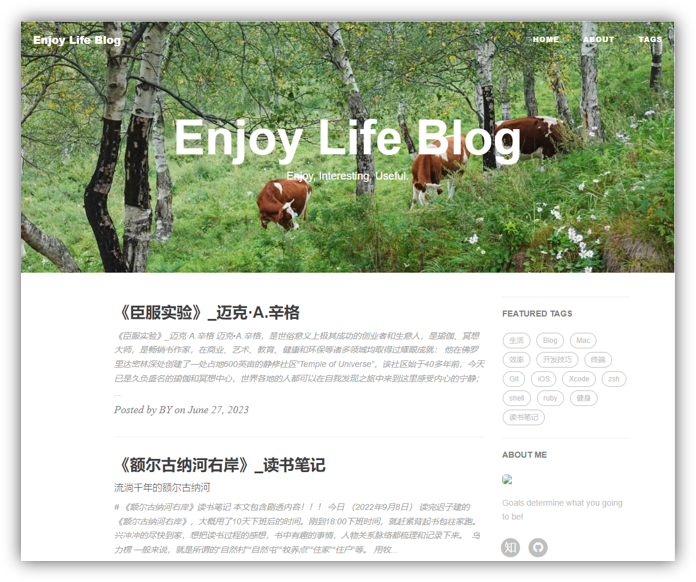 Enjoy Life Blog
HOME ABOUT TAGS
Enjoy Life Blog
Enjoy, Interesting, Useful.
《臣服实验》_迈克·A.辛格
《臣服实验》_迈克 A 辛格 迈克•A 辛格，是世俗意义上极其成功的创业者和生意人，是瑜伽、冥想
大师，是畅销书作家，在商业、艺术、教育、健康和环保等诸多领域均取得过耀眼成就： 他在佛罗
里达密林深处创建了一处占地600英亩的静修社区“Temple of Universe”，该社区始于40多年前，今天
已是久负盛名的瑜伽和冥想中心，世界各地的人都可以在自我发现之旅中来到这里感受内心的宁静；
...
Posted by BY on June 27, 2023
《额尔古纳河右岸》_读书笔记
流淌千年的额尔古纳河
# 《额尔古纳河右岸》读书笔记 本文包含剧透内容！！！ 今日 （2022年9月8日） 读完迟子建的
《额尔古纳河右岸》，大概用了10天下班后的时间。刚到18:00下班时间，就赶紧背起书包往家跑。
兴冲冲的尽快到家，想把读书过程的感想、书中有趣的事情，人物关系脉络都梳理和记录下来。 乌
力楞 一般来说，就是所谓的“自然村”“自然屯”“牧养点”“住家”“住户”等。 用牧...
FEATURED TAGS
生活 Blog Mac
效率 开发技巧 终端
Git iOS Xcode zsh
shell ruby 健身
读书笔记
ABOUT ME
Goals determine what you going
to be!
知